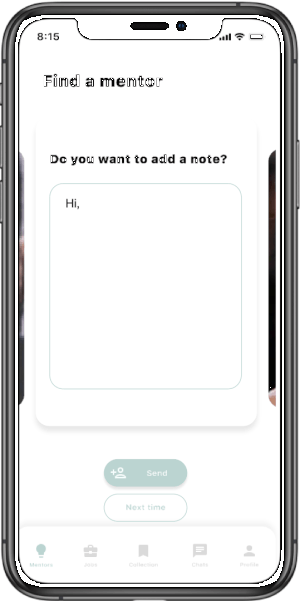 8:15
Find a mentor
Do you want to add a note?
Hi,
Send
Next time
Mentors
Jobs
Collection
Chats
Profile